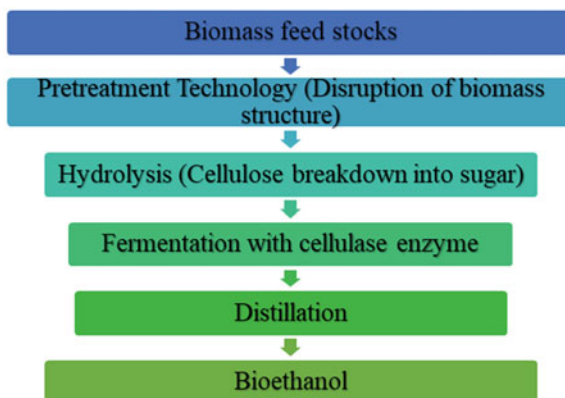 Biomass feed stocks
Pretreatment Technology (Disruption of biomass
structure)
Hydrolysis (Cellulose breakdown into sugar)
Fermentation with cellulase enzyme
Distillation
Bioethanol